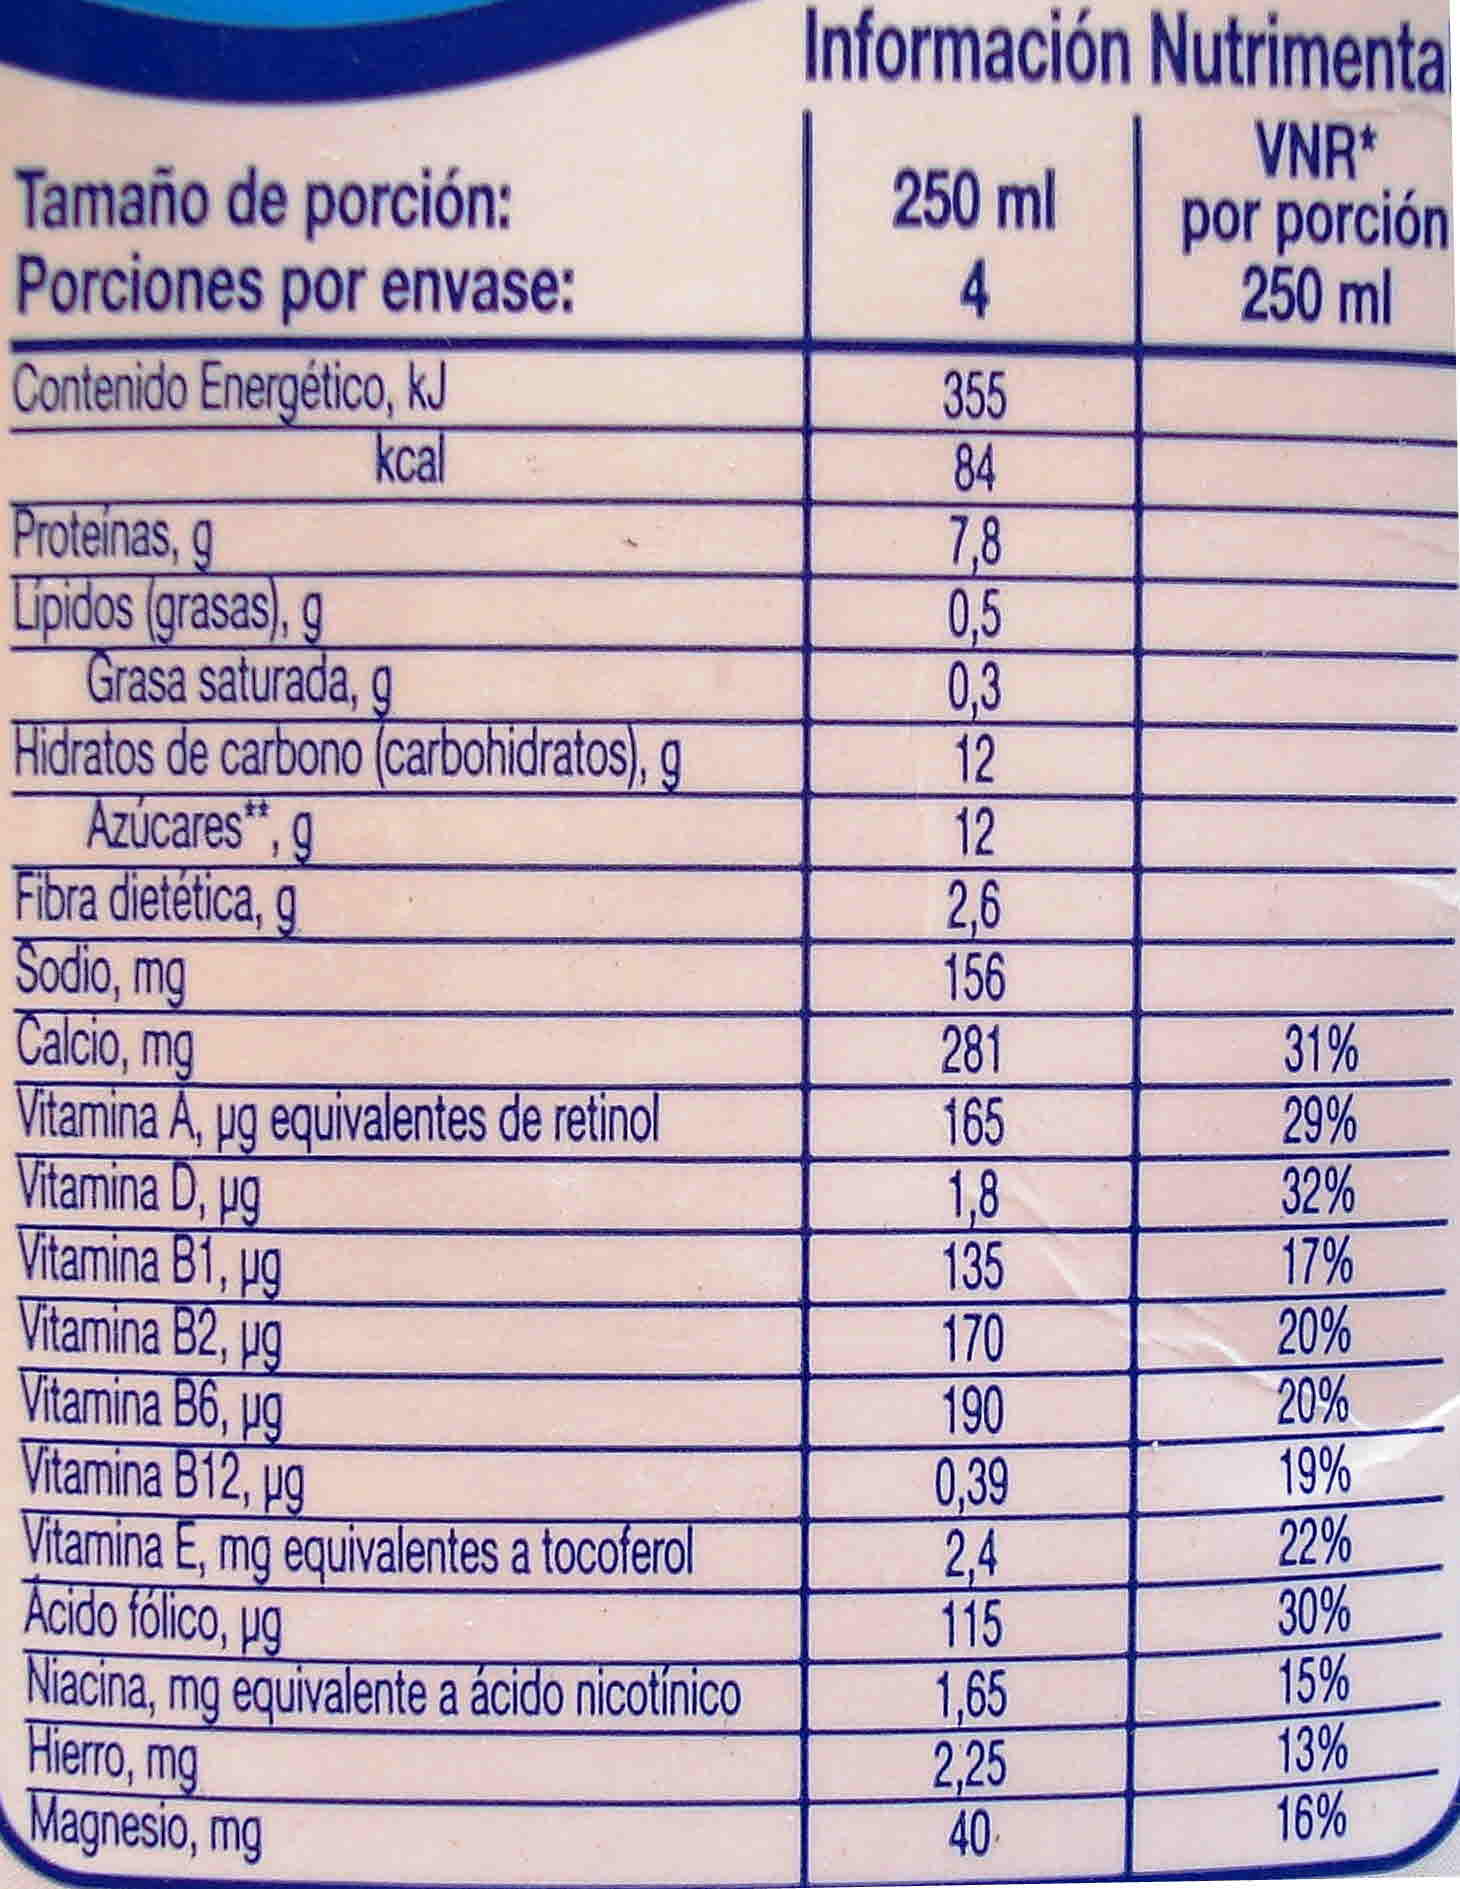 Información Nutrimenta
VNR*
Tamaño de porción: 250 ml por porción
Porciones por envase: 4 250 ml
Contenido Energético, kJ 355
kcal 84
Proteínas, g 7,8
Lípidos (grasas), g 0,5
Grasa saturada, g 0,3
Hidratos de carbono (carbohidratos), g 12
Azúcares**, g 12
Fibra dietética, g 2,6
Sodio, mg 156
Calcio, mg 281 31%
Vitamina A, µg equivalentes de retinol 165 29%
Vitamina D, µg 1,8 32%
Vitamina B1, µg 135 17%
Vitamina B2, µg 170 20%
Vitamina B6, µg 190 20%
Vitamina B12, µg 0,39 19%
Vitamina E, mg equivalentes a tocoferol 2,4 22%
Ácido fólico, µg 115 30%
Niacina, mg equivalente a ácido nicotínico 1,65 15%
Hierro, mg 2,25 13%
Magnesio, mg 40 16%